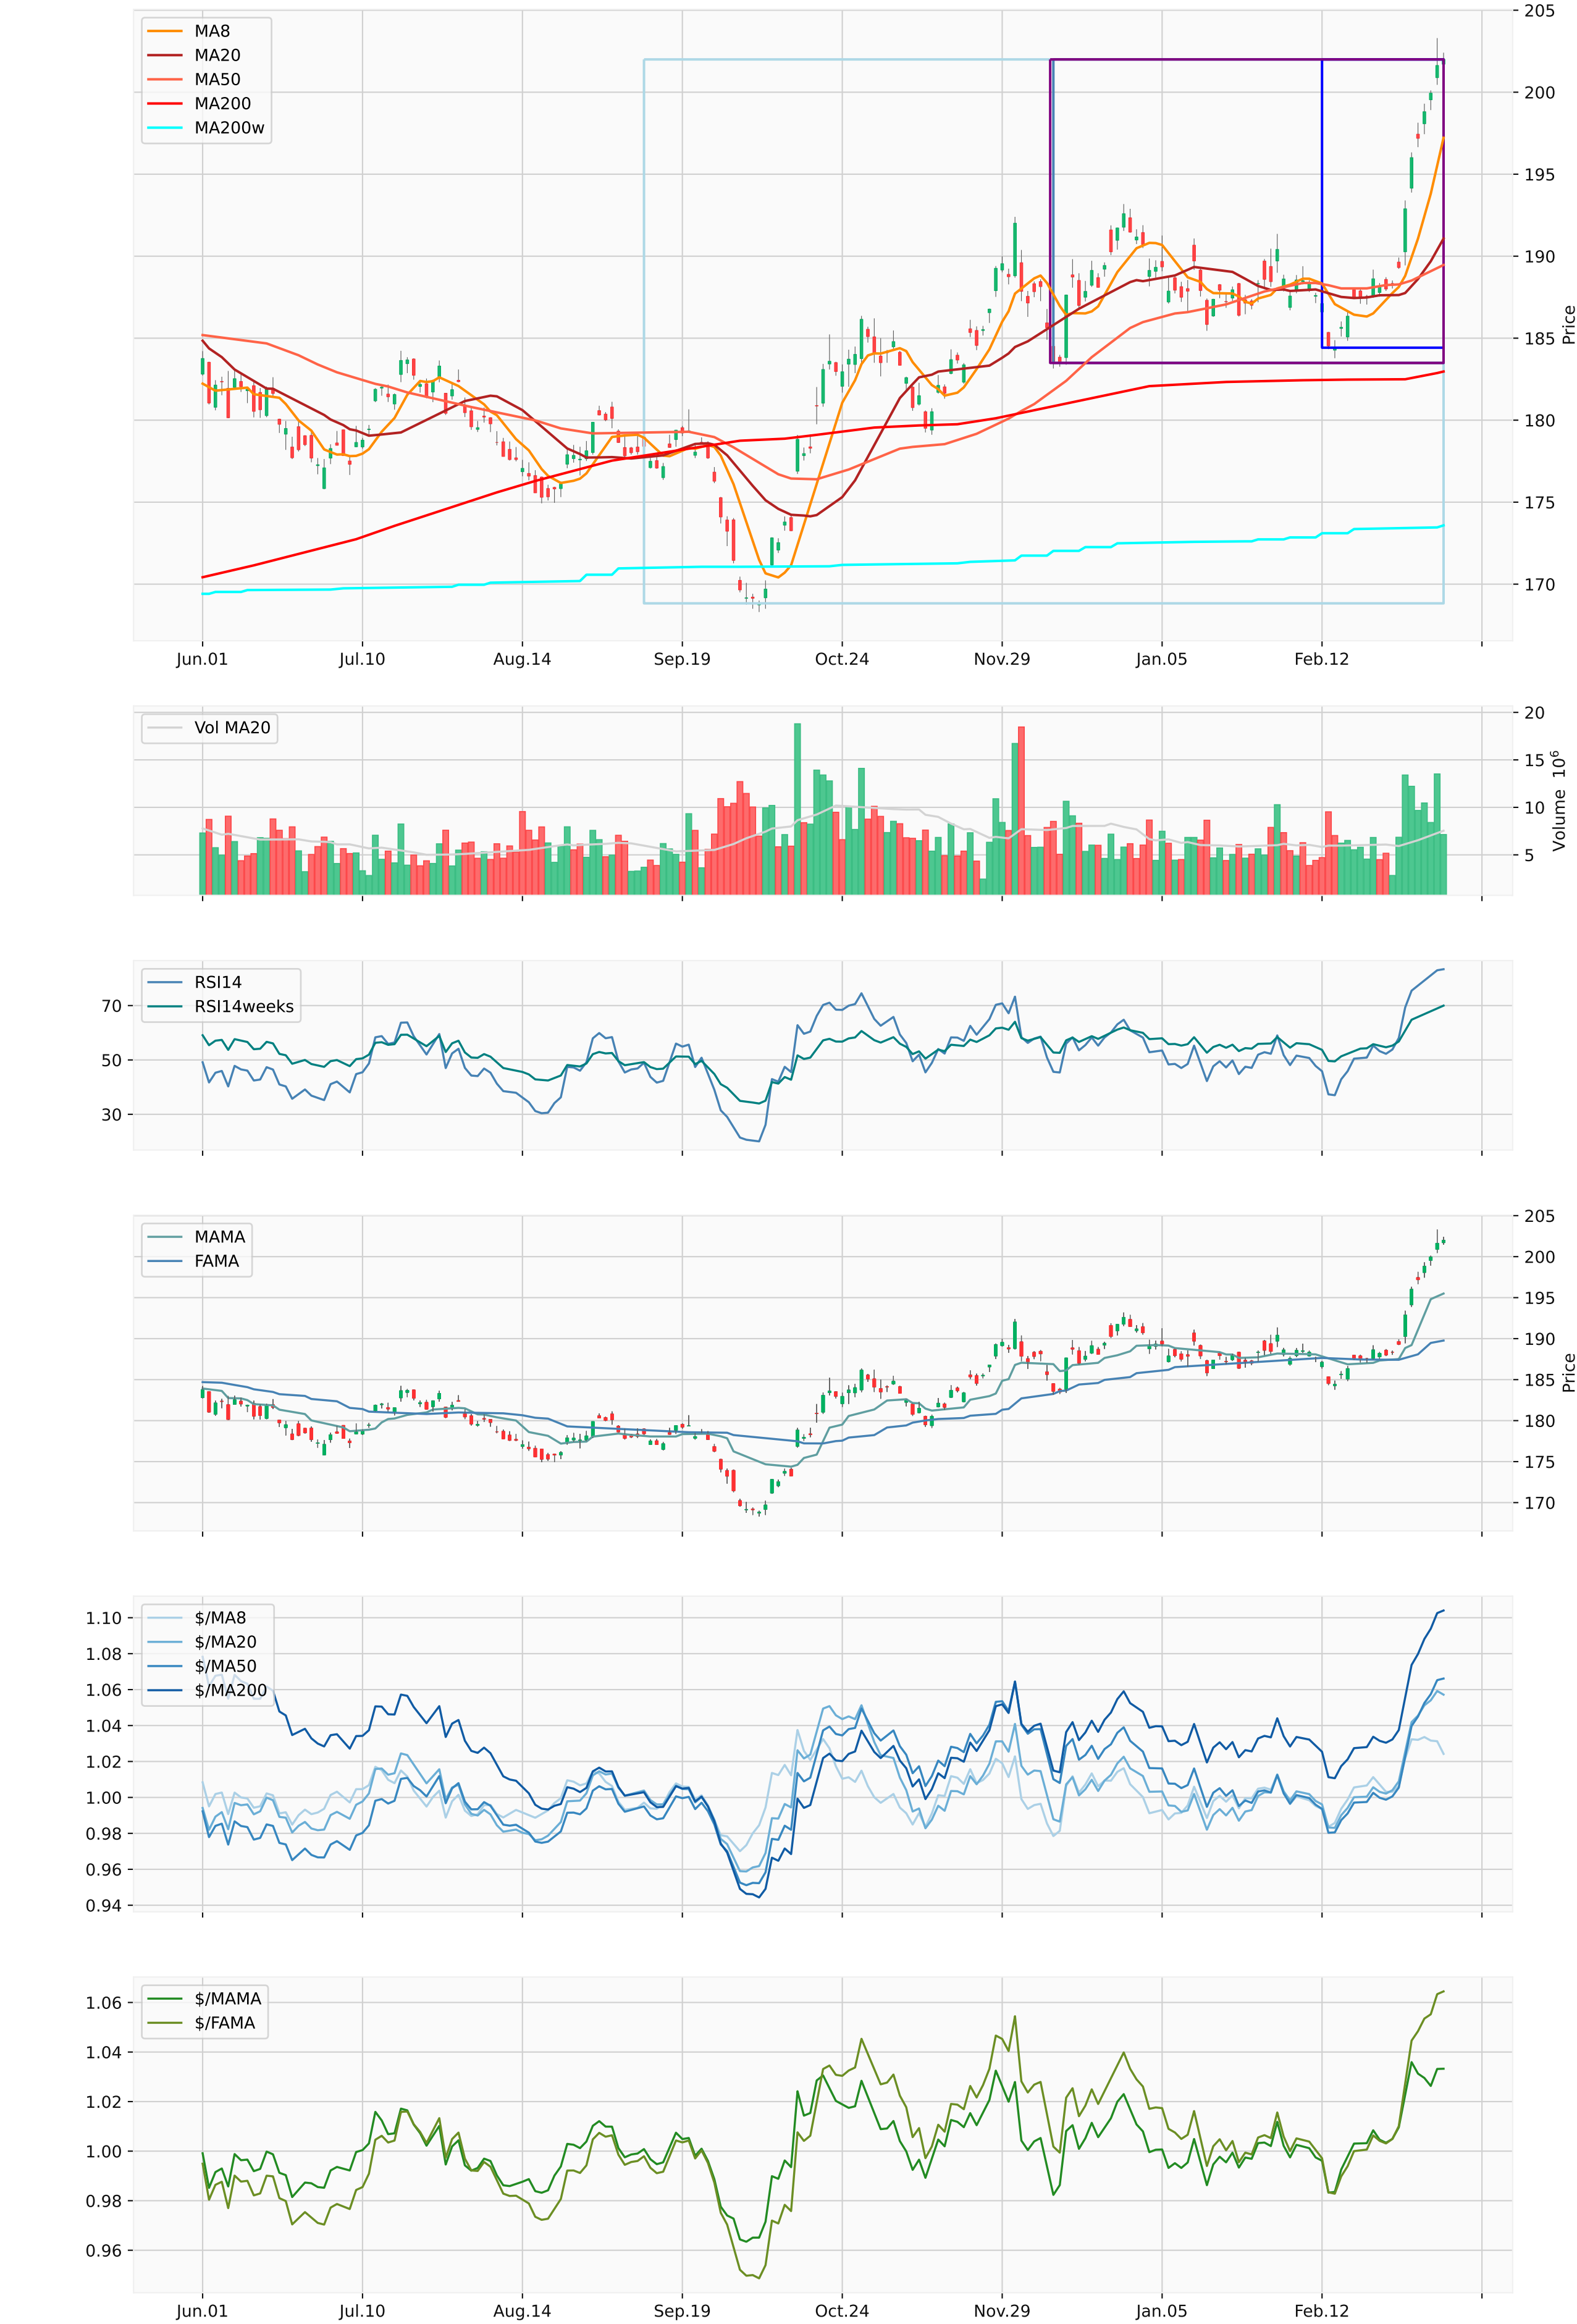 MA8
MA20
MA50
MA200
MA200w
205
200
195
190
185
180
175
170
Price
Jun.01 Jul.10 Aug.14 Sep.19 Oct.24 Nov.29 Jan.05 Feb.12
Vol MA20
20
15
10
5
Volume 10⁶
RSI14
RSI14weeks
70
50
30
MAMA
FAMA
205
200
195
190
185
180
175
170
Price
$/MA8
$/MA20
$/MA50
$/MA200
1.10
1.08
1.06
1.04
1.02
1.00
0.98
0.96
0.94
$/MAMA
$/FAMA
1.06
1.04
1.02
1.00
0.98
0.96
Jun.01 Jul.10 Aug.14 Sep.19 Oct.24 Nov.29 Jan.05 Feb.12